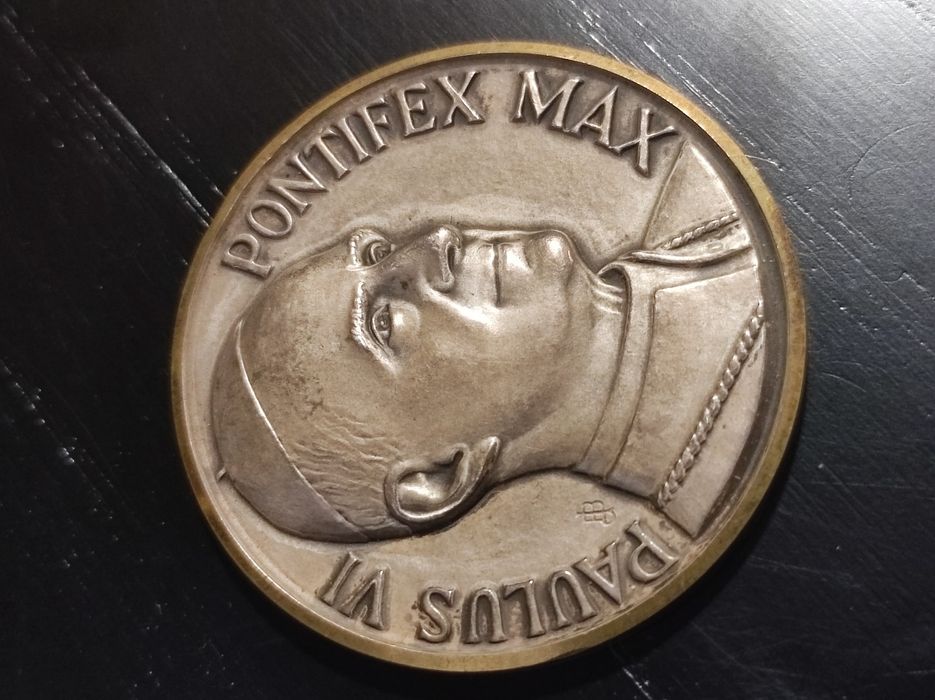 PAULUS VI
PONTIFEX MAX